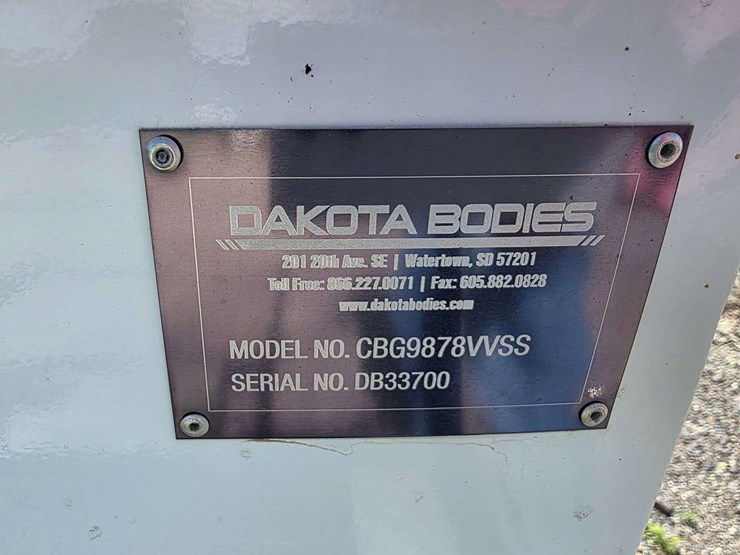 DAKOTA BODIES
201 20th Ave. SE | Watertown, SD 57201
Toll Free: 866.227.0071 | Fax: 605.882.0828
www.dakotabodies.com
MODEL NO. CBG9878VVSS
SERIAL NO. DB33700